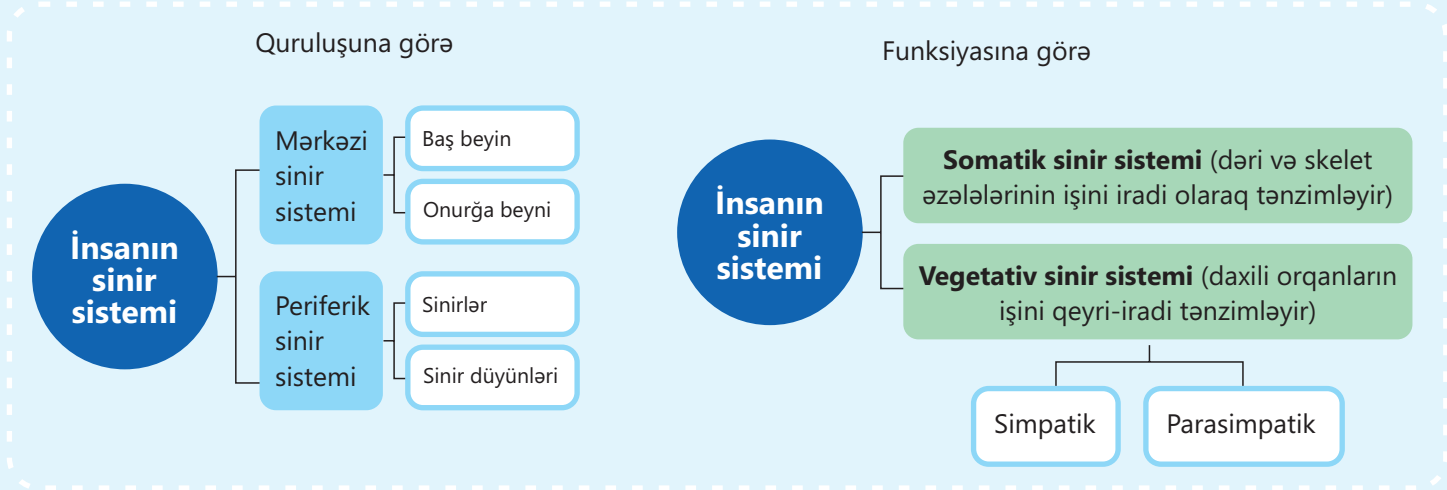 Quruluşuna görə
İnsanın
sinir
sistemi
Mərkəzi
sinir
sistemi
Baş beyin
Onurğa beyni
Periferik
sinir
sistemi
Sinirlər
Sinir düyünləri
Funksiyasına görə
İnsanın
sinir
sistemi
Somatik sinir sistemi (dəri və skelet
əzələlərinin işini iradi olaraq tənzimləyir)
Vegetativ sinir sistemi (daxili orqanların
işini qeyri-iradi tənzimləyir)
Simpatik
Parasimpatik